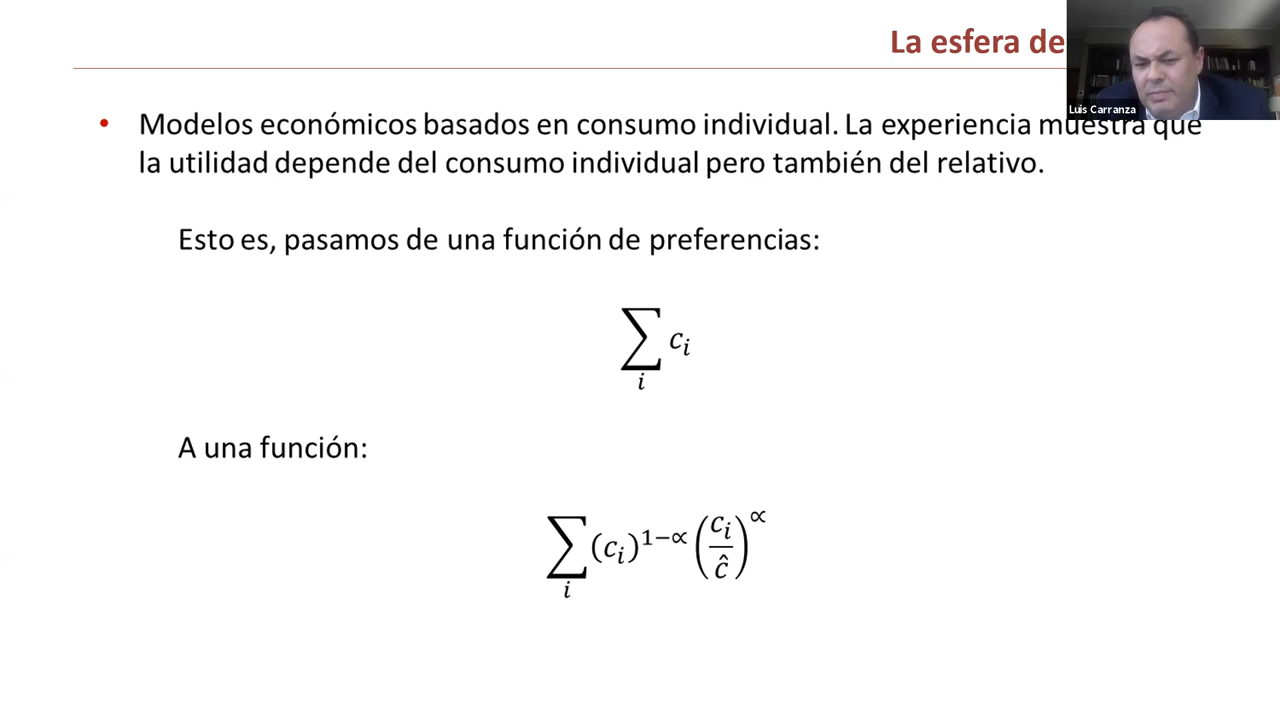 La esfera de
Luis Carranza
• Modelos económicos basados en consumo individual. La experiencia muestra que
la utilidad depende del consumo individual pero también del relativo.
Esto es, pasamos de una función de preferencias:
∑_i c_i
A una función:
∑_i (c_i)^{1−∝} (c_i / ĉ)^∝